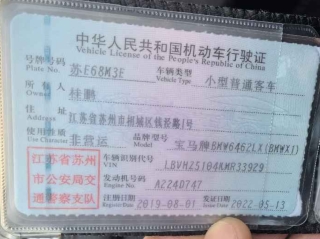 中华人民共和国机动车行驶证
Vehicle License of the People's Republic of China
号牌号码 苏E68M3E 车辆类型 小型普通客车
Plate No. Vehicle Type
所有人 桂鹏
住址 江苏省苏州市相城区钱荡路1号
Address
使用性质 非营运 品牌型号 宝马牌BMW6462LX(BMWX1)
Use Character
江苏省苏州 车辆识别代号 LBVHZ5104KMR33929
VIN
市公安局交 发动机号码 AZ24D747
Engine No.
通警察支队 注册日期 2019-08-01 发证日期 2022-05-13